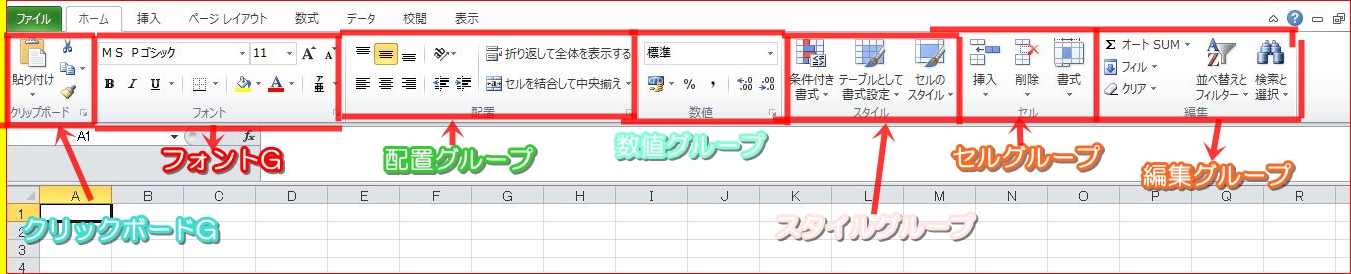 ファイル ホーム 挿入 ページ レイアウト 数式 データ 校閲 表示
貼り付け
クリップボード
ＭＳ Ｐゴシック 11
B I U A A
A ア亜
フォント
折り返して全体を表示する
セルを結合して中央揃え
配置
標準
% ,
数値
条件付き書式
テーブルとして書式設定
セルのスタイル
スタイル
挿入 削除 書式
セル
Σ オート SUM
フィル
クリア
並べ替えとフィルター
検索と選択
編集
A1 fx
フォントG
配置グループ
数値グループ
セルグループ
編集グループ
A B C D E F G H I J K L M N O P Q R
1
クリックボードG
スタイルグループ
2
3
4